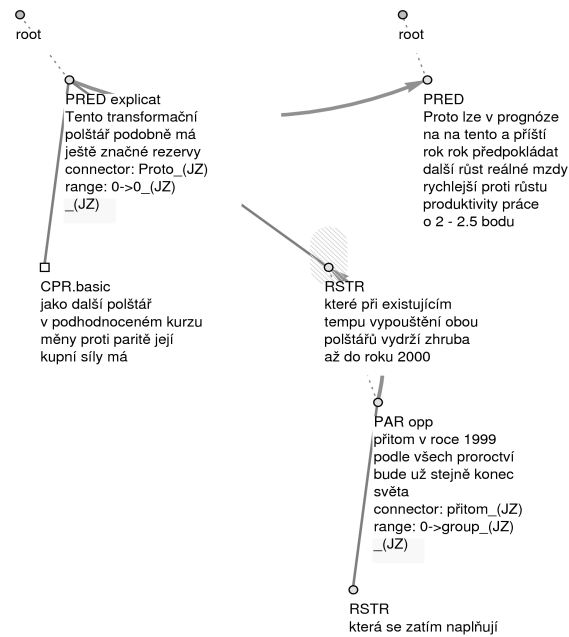 root
PRED explicat
Tento transformační
polštář podobně má
ještě značné rezervy
connector: Proto_(JZ)
range: 0->0_(JZ)
_(JZ)
CPR.basic
jako další polštář
v podhodnoceném kurzu
měny proti paritě její
kupní síly má
root
PRED
Proto lze v prognóze
na na tento a příští
rok rok předpokládat
další růst reálné mzdy
rychlejší proti růstu
produktivity práce
o 2 - 2.5 bodu
RSTR
které při existujícím
tempu vypouštění obou
polštářů vydrží zhruba
až do roku 2000
PAR opp
přitom v roce 1999
podle všech proroctví
bude už stejně konec
světa
connector: přitom_(JZ)
range: 0->group_(JZ)
_(JZ)
RSTR
která se zatím naplňují